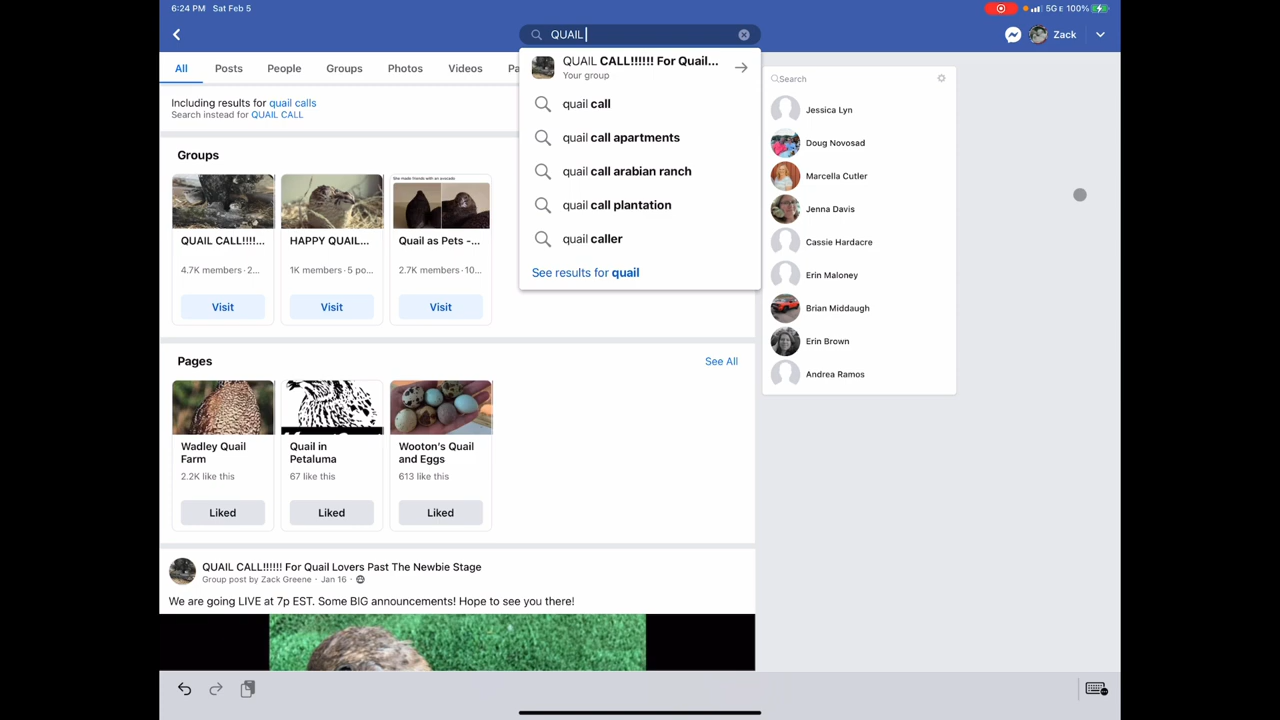 6:24 PM Sat Feb 5
5G E 100%
QUAIL
Zack
All Posts People Groups Photos Videos Pa
QUAIL CALL!!!!!! For Quail...
Your group
quail call
quail call apartments
quail call arabian ranch
quail call plantation
quail caller
See results for quail
Including results for quail calls
Search instead for QUAIL CALL
Groups
She made friends with an avocado
QUAIL CALL!!!!...
4.7K members · 2...
Visit
HAPPY QUAIL...
1K members · 5 po...
Visit
Quail as Pets -...
2.7K members · 10...
Visit
Pages
See All
Wadley Quail
Farm
2.2K like this
Liked
Quail in
Petaluma
67 like this
Liked
Wooton's Quail
and Eggs
613 like this
Liked
QUAIL CALL!!!!!! For Quail Lovers Past The Newbie Stage
Group post by Zack Greene · Jan 16
We are going LIVE at 7p EST. Some BIG announcements! Hope to see you there!
Search
Jessica Lyn
Doug Novosad
Marcella Cutler
Jenna Davis
Cassie Hardacre
Erin Maloney
Brian Middaugh
Erin Brown
Andrea Ramos